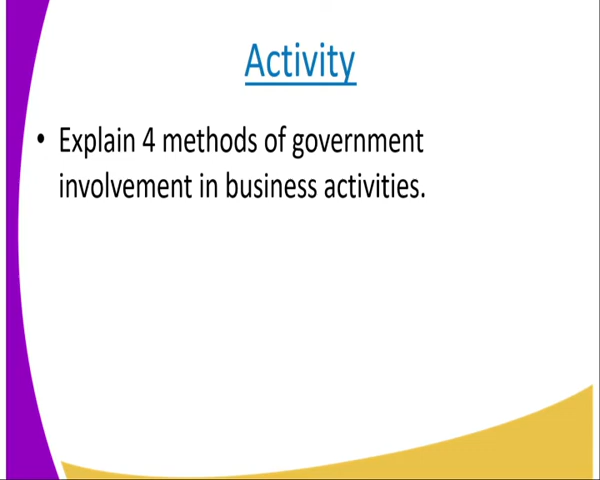 Activity
• Explain 4 methods of government
involvement in business activities.